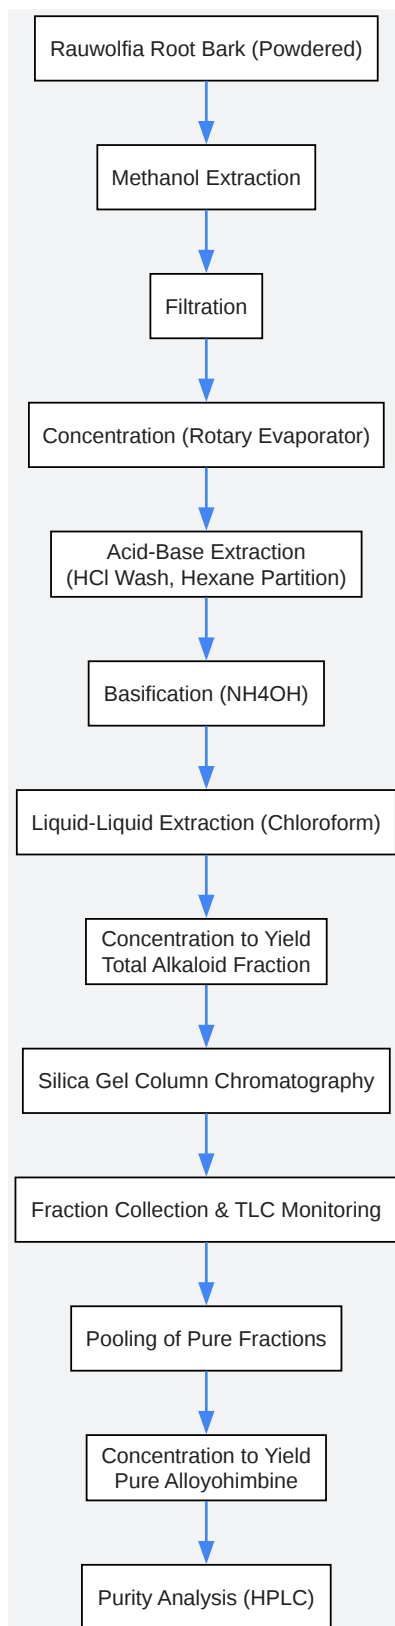 Rauwolfia Root Bark (Powdered)
Methanol Extraction
Filtration
Concentration (Rotary Evaporator)
Acid-Base Extraction
(HCl Wash, Hexane Partition)
Basification (NH4OH)
Liquid-Liquid Extraction (Chloroform)
Concentration to Yield
Total Alkaloid Fraction
Silica Gel Column Chromatography
Fraction Collection & TLC Monitoring
Pooling of Pure Fractions
Concentration to Yield
Pure Alloyohimbine
Purity Analysis (HPLC)